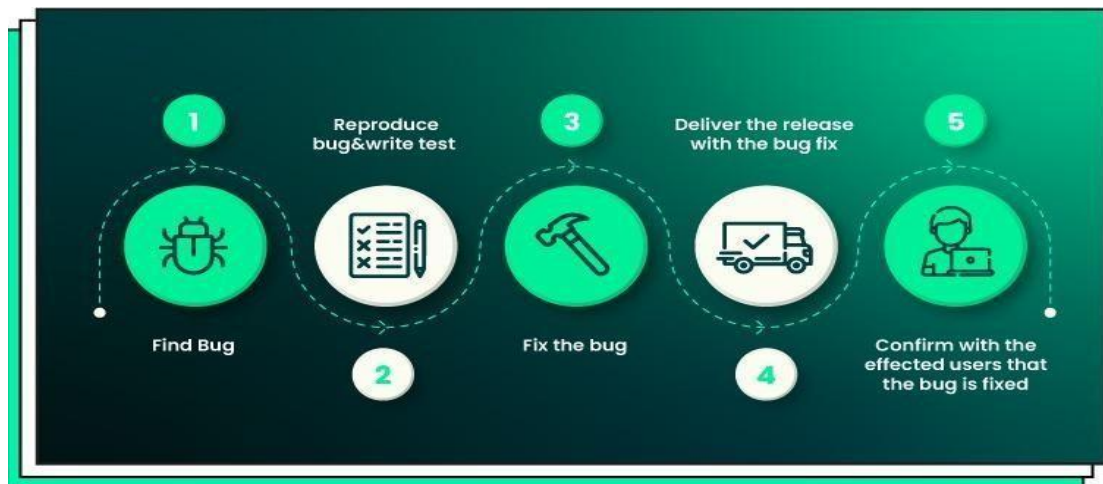 1
Find Bug
Reproduce
bug&write test
2
3
Fix the bug
Deliver the release
with the bug fix
4
5
Confirm with the
effected users that
the bug is fixed